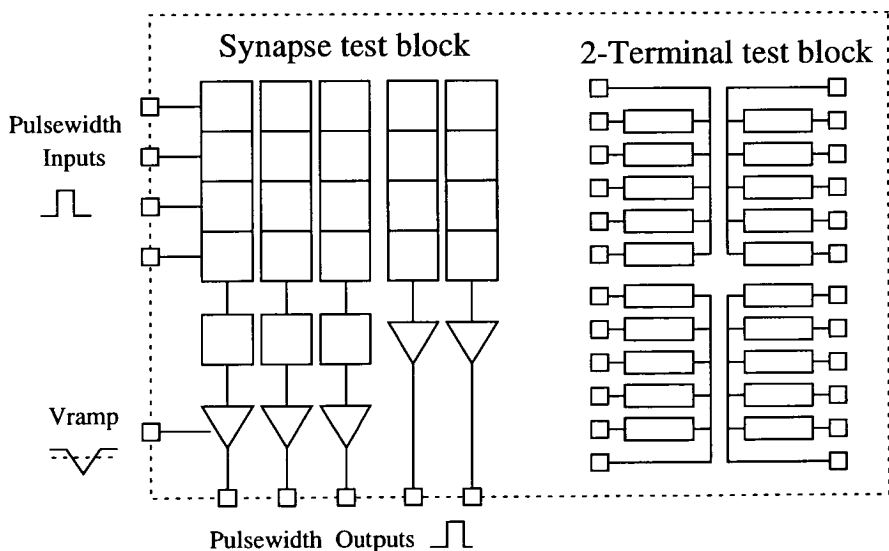 Synapse test block
2-Terminal test block
Pulsewidth
Inputs
Vramp
Pulsewidth Outputs